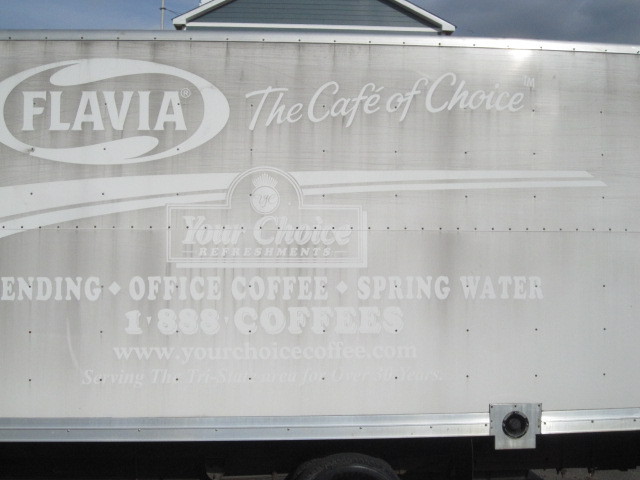 FLAVIA® The Café of Choice™
Your Choice
REFRESHMENTS
ENDING • OFFICE COFFEE • SPRING WATER
1·888·COFFEES
www.yourchoicecoffee.com
Serving The Tri-State area for Over